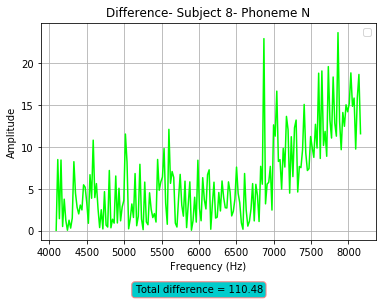 Difference- Subject 8- Phoneme N
Amplitude
20
15
10
5
0
4000 4500 5000 5500 6000 6500 7000 7500 8000
Frequency (Hz)
Total difference = 110.48